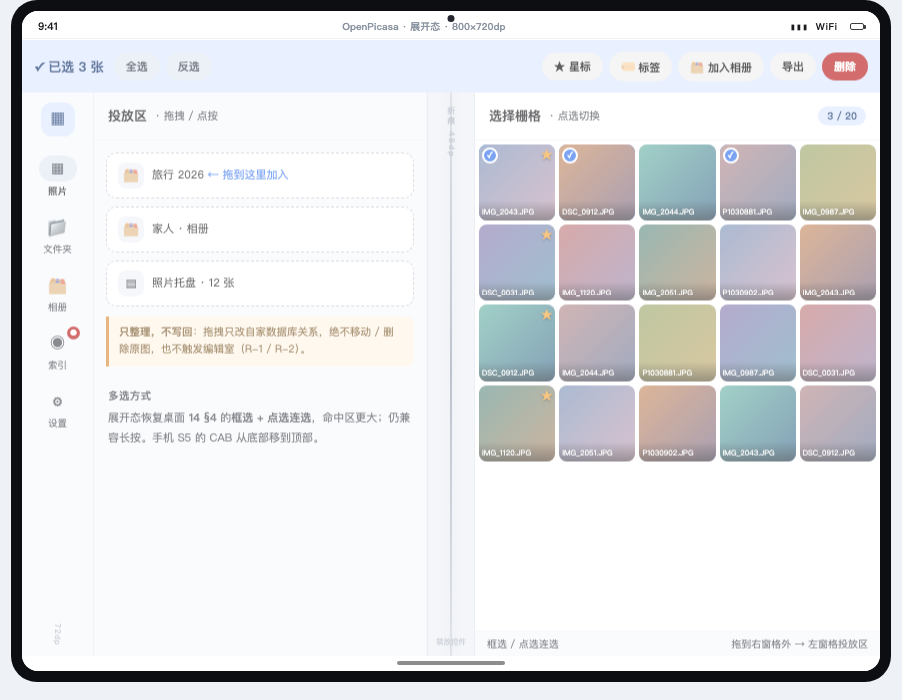 9:41
OpenPicasa · 展开态 · 800×720dp
WiFi
✓ 已选 3 张
全选
反选
★ 星标
标签
加入相册
导出
删除
照片
文件夹
相册
索引
设置
72dp
投放区 · 拖拽 / 点按
旅行 2026 ← 拖到这里加入
家人 · 相册
照片托盘 · 12 张
只整理，不写回：拖拽只改自家数据库关系，绝不移动 / 删
除原图，也不触发编辑室（R-1 / R-2）。
多选方式
展开态恢复桌面 14 §4 的框选 + 点选连选，命中区更大；仍兼
容长按。手机 S5 的 CAB 从底部移到顶部。
折痕 48dp
选择栅格 · 点选切换
3 / 20
IMG_2043.JPG
DSC_0912.JPG
IMG_2044.JPG
P1030881.JPG
IMG_0987.JPG
DSC_0031.JPG
IMG_1120.JPG
IMG_2051.JPG
P1030902.JPG
IMG_2043.JPG
DSC_0912.JPG
IMG_2044.JPG
P1030881.JPG
IMG_0987.JPG
DSC_0031.JPG
IMG_1120.JPG
IMG_2051.JPG
P1030902.JPG
IMG_2043.JPG
DSC_0912.JPG
框选 / 点选连选
拖到右窗格外 → 左窗格投放区